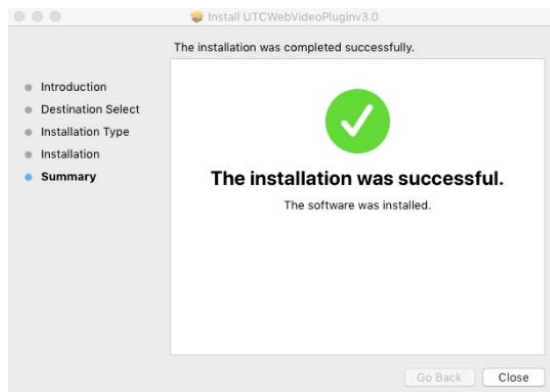 Install UTCWebVideoPluginv3.0
The installation was completed successfully.
Introduction
Destination Select
Installation Type
Installation
Summary
The installation was successful.
The software was installed.
Go Back
Close